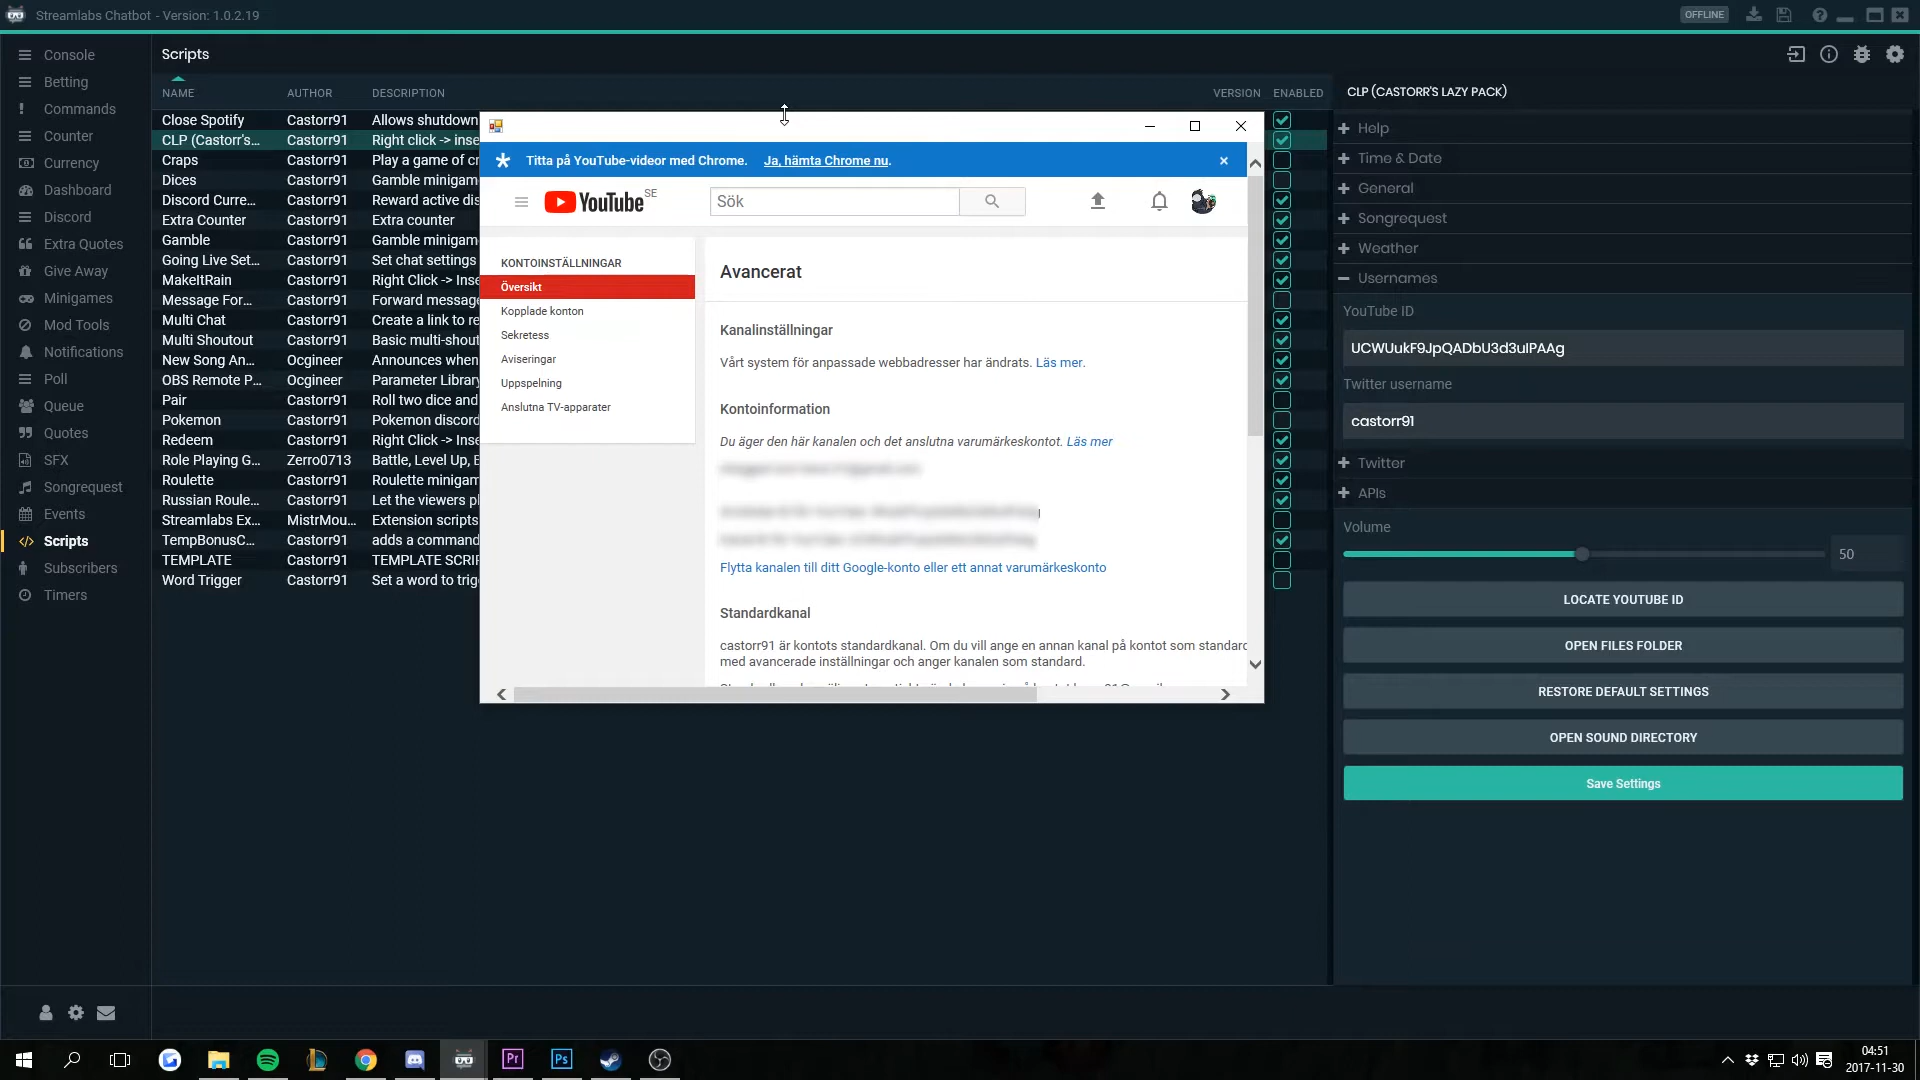 Streamlabs Chatbot - Version: 1.0.2.19
OFFLINE
Console
Betting
Commands
Counter
Currency
Dashboard
Discord
Extra Quotes
Give Away
Minigames
Mod Tools
Notifications
Poll
Queue
Quotes
SFX
Songrequest
Events
Scripts
Subscribers
Timers
Scripts
NAME AUTHOR DESCRIPTION VERSION ENABLED
Close Spotify Castorr91 Allows shutdown
CLP (Castorr's... Castorr91 Right click -> inse
Craps Castorr91 Play a game of cr
Dices Castorr91 Gamble minigam
Discord Curre... Castorr91 Reward active dis
Extra Counter Castorr91 Extra counter
Gamble Castorr91 Gamble minigam
Going Live Set... Castorr91 Set chat settings
MakeItRain Castorr91 Right Click -> Inse
Message For... Castorr91 Forward message
Multi Chat Castorr91 Create a link to re
Multi Shoutout Castorr91 Basic multi-shout
New Song An... Ocgineer Announces when
OBS Remote P... Ocgineer Parameter Library
Pair Castorr91 Roll two dice and
Pokemon Castorr91 Pokemon discord
Redeem Castorr91 Right Click -> Inse
Role Playing G... Zerro0713 Battle, Level Up, E
Roulette Castorr91 Roulette minigam
Russian Roule... Castorr91 Let the viewers pl
Streamlabs Ex... MistrMou... Extension scripts
TempBonusC... Castorr91 adds a command
TEMPLATE Castorr91 TEMPLATE SCRIF
Word Trigger Castorr91 Set a word to trig
Titta på YouTube-videor med Chrome. Ja, hämta Chrome nu.
YouTube SE
Sök
KONTOINSTÄLLNINGAR
Översikt
Kopplade konton
Sekretess
Aviseringar
Uppspelning
Anslutna TV-apparater
Avancerat
Kanalinställningar
Vårt system för anpassade webbadresser har ändrats. Läs mer.
Kontoinformation
Du äger den här kanalen och det anslutna varumärkeskontot. Läs mer
Flytta kanalen till ditt Google-konto eller ett annat varumärkeskonto
Standardkanal
castorr91 är kontots standardkanal. Om du vill ange en annan kanal på kontot som standard
med avancerade inställningar och anger kanalen som standard.
CLP (CASTORR'S LAZY PACK)
Help
Time & Date
General
Songrequest
Weather
Usernames
YouTube ID
UCWUukF9JpQADbU3d3uIPAAg
Twitter username
castorr91
Twitter
APIs
Volume
50
LOCATE YOUTUBE ID
OPEN FILES FOLDER
RESTORE DEFAULT SETTINGS
OPEN SOUND DIRECTORY
Save Settings
Pr
Ps
04:51
2017-11-30